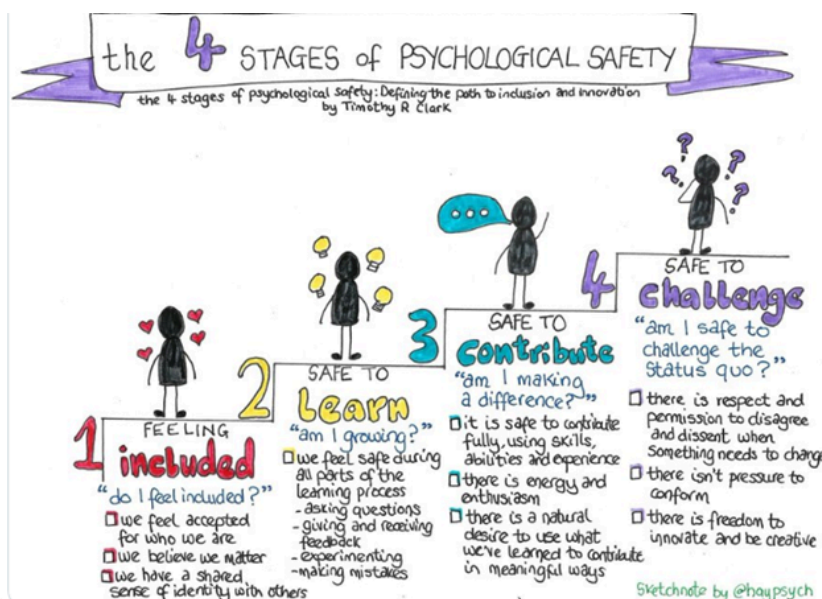 the 4 STAGES of PSYCHOLOGICAL SAFETY
the 4 stages of psychological safety: Defining the path to inclusion and innovation
by Timothy R Clark
1
FEELING
included
"do I feel included?"
we feel accepted
for who we are
we believe we matter
we have a shared
sense of identity with others
2
SAFE TO
Learn
"am I growing?"
we feel safe during
all parts of the
learning process
- asking questions
- giving and receiving
feedback
- experimenting
- making mistakes
3
SAFE TO
contribute
"am I making
a difference?"
it is safe to contribute
fully, using skills,
abilities and experience
there is energy and
enthusiasm
there is a natural
desire to use what
we've learned to contribute
in meaningful ways
4
SAFE TO
challenge
"am I safe to
challenge the
status quo?"
there is respect and
permission to disagree
and dissent when
something needs to change
there isn't pressure to
conform
there is freedom to
innovate and be creative
Sketchnote by @haypsych